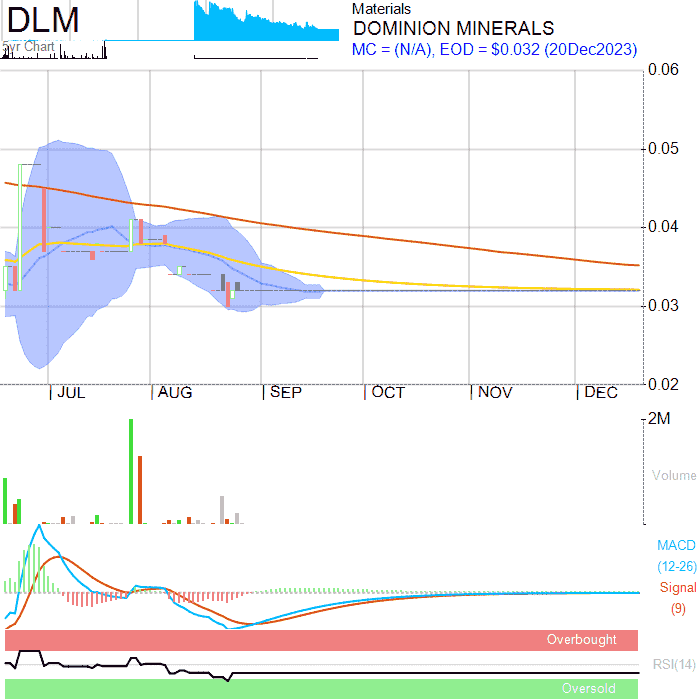 DLM
5yr Chart
Materials
DOMINION MINERALS
MC = (N/A), EOD = $0.032 (20Dec2023)
0.06
0.05
0.04
0.03
0.02
JUL AUG SEP OCT NOV DEC
2M
Volume
MACD
(12-26)
Signal
(9)
Overbought
RSI(14)
Oversold